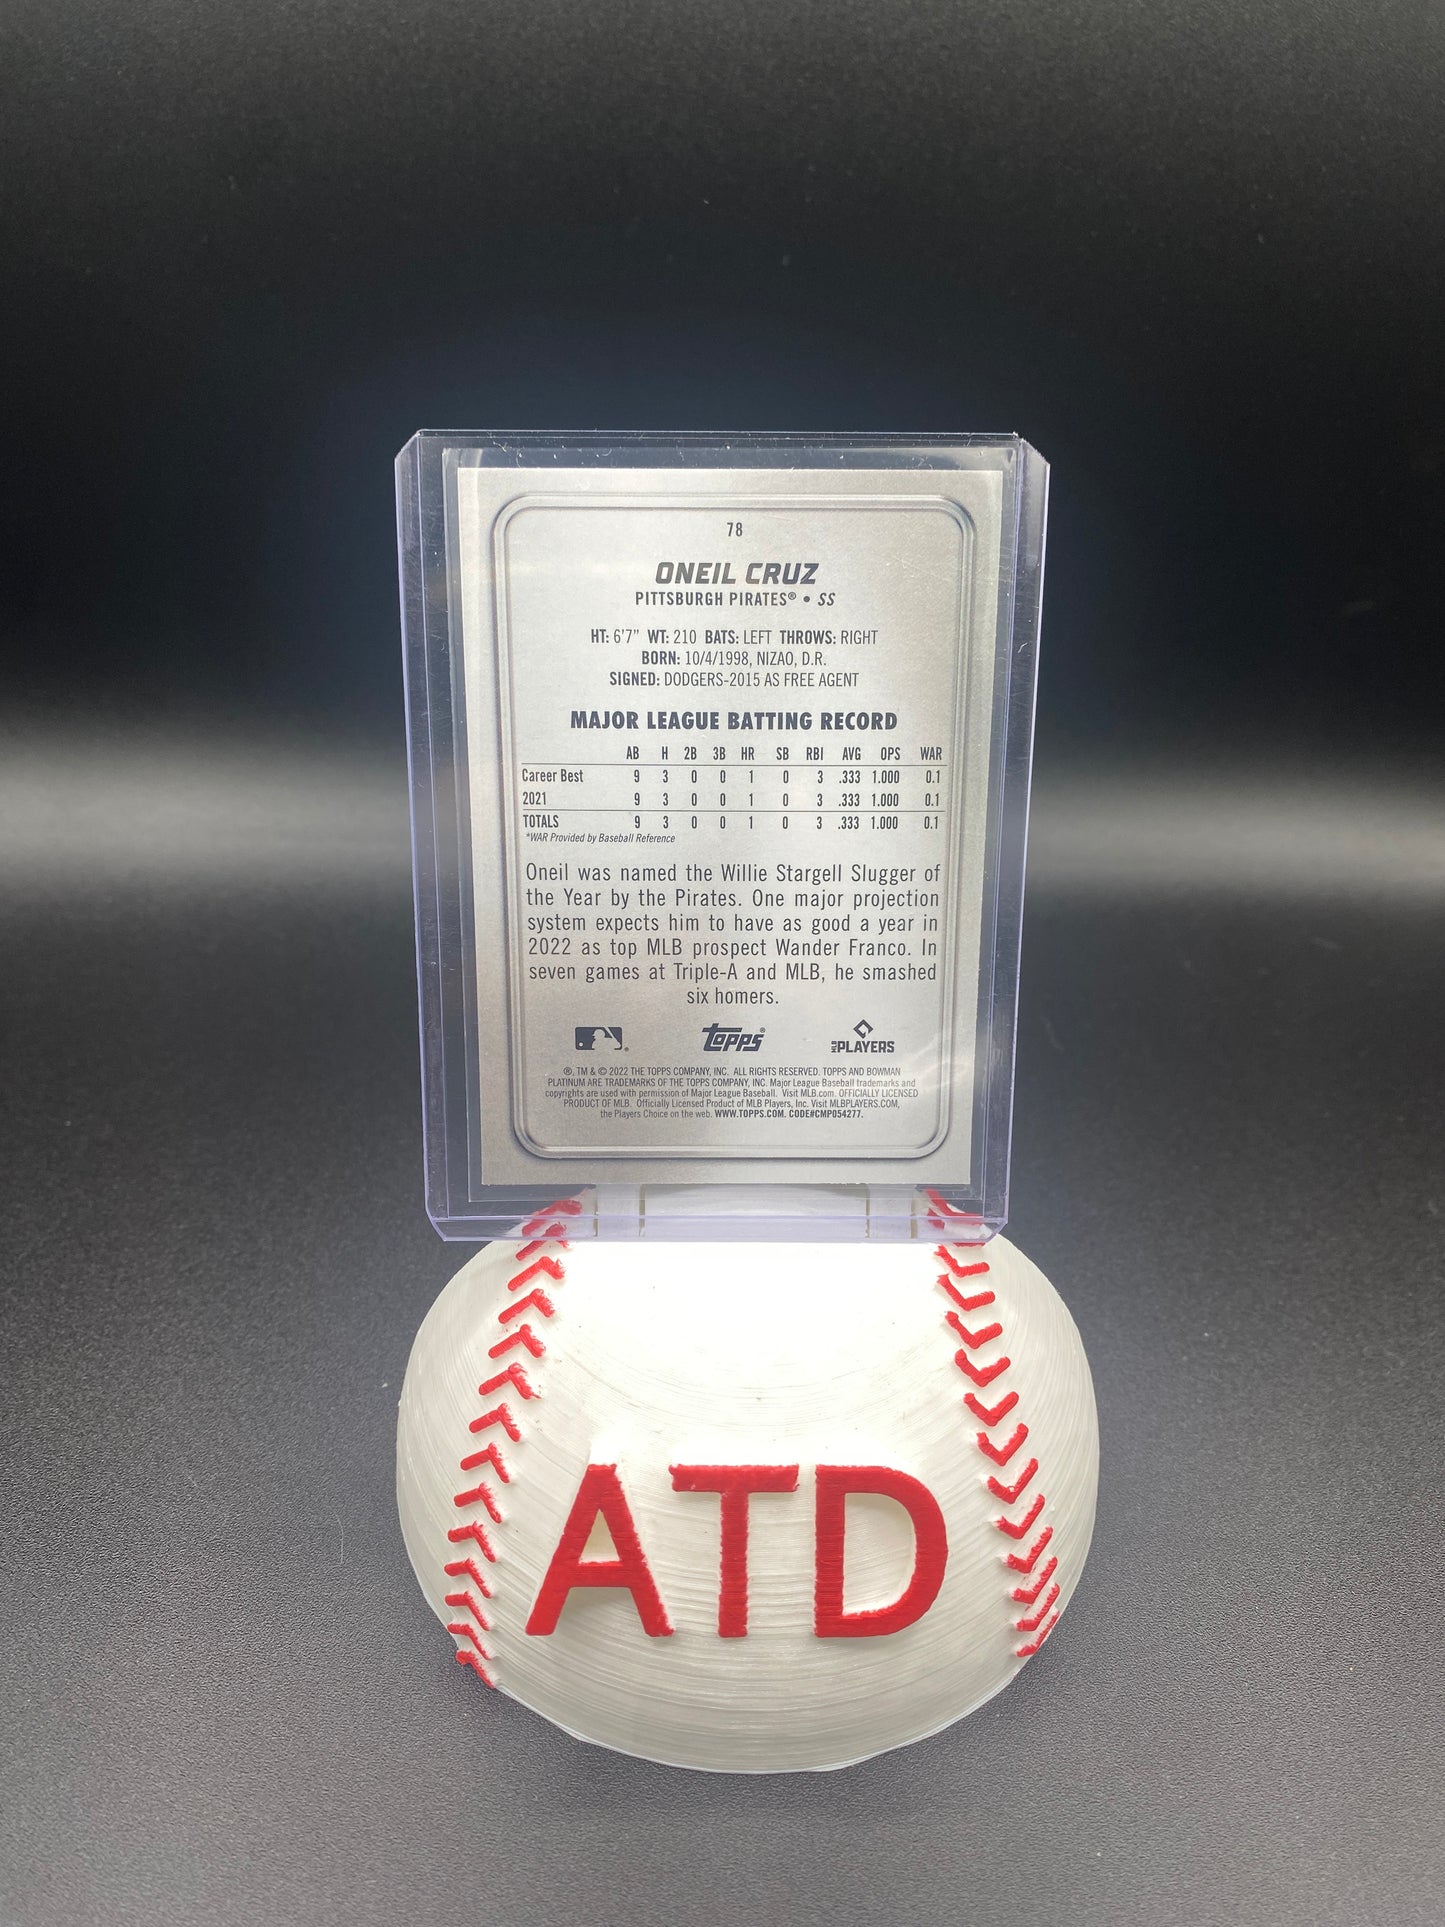 78
ONEIL CRUZ
PITTSBURGH PIRATES® • SS
HT: 6'7" WT: 210 BATS: LEFT THROWS: RIGHT
BORN: 10/4/1998, NIZAO, D.R.
SIGNED: DODGERS-2015 AS FREE AGENT
MAJOR LEAGUE BATTING RECORD
AB H 2B 3B HR SB RBI AVG OPS WAR
Career Best 9 3 0 0 1 0 3 .333 1.000 0.1
2021 9 3 0 0 1 0 3 .333 1.000 0.1
TOTALS 9 3 0 0 1 0 3 .333 1.000 0.1
*WAR Provided by Baseball Reference
Oneil was named the Willie Stargell Slugger of
the Year by the Pirates. One major projection
system expects him to have as good a year in
2022 as top MLB prospect Wander Franco. In
seven games at Triple-A and MLB, he smashed
six homers.
® topps® MLB PLAYERS
®, TM & © 2022 THE TOPPS COMPANY, INC. ALL RIGHTS RESERVED. TOPPS AND BOWMAN
PLATINUM ARE TRADEMARKS OF THE TOPPS COMPANY, INC. Major League Baseball trademarks and
copyrights are used with permission of Major League Baseball. Visit MLB.com. OFFICIALLY LICENSED
PRODUCT OF MLB. Officially Licensed Product of MLB Players, Inc. Visit MLBPLAYERS.COM,
the Players Choice on the web. WWW.TOPPS.COM. CODE#CMP054277.
ATD